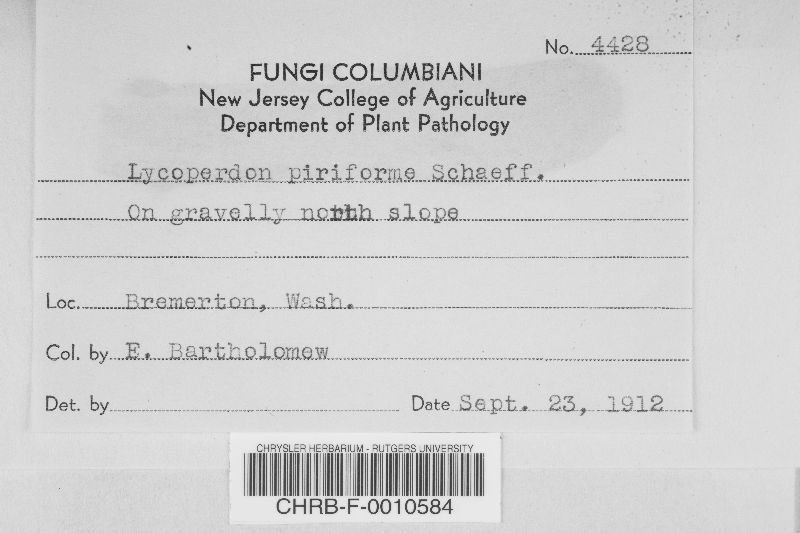 No. 4428
FUNGI COLUMBIANI
New Jersey College of Agriculture
Department of Plant Pathology
Lycoperdon piriforme Schaeff.
On gravelly north slope
Loc. Bremerton, Wash.
Col. by E. Bartholomew
Det. by
Date Sept. 23, 1912
CHRYSLER HERBARIUM - RUTGERS UNIVERSITY
CHRB-F-0010584